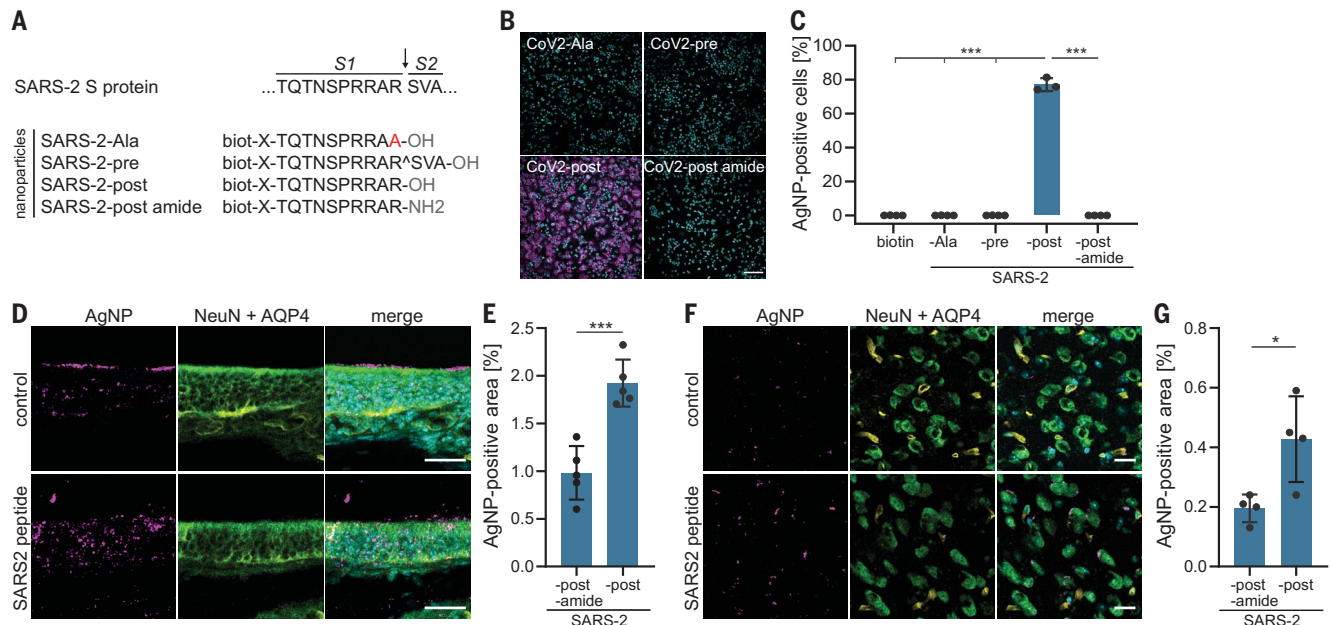 A
S1 S2
SARS-2 S protein ...TQTNSPRRAR SVA...
nanoparticles
SARS-2-Ala biot-X-TQTNSPRRAA-OH
SARS-2-pre biot-X-TQTNSPRRAR^SVA-OH
SARS-2-post biot-X-TQTNSPRRAR-OH
SARS-2-post amide biot-X-TQTNSPRRAR-NH2
B
CoV2-Ala CoV2-pre
CoV2-post CoV2-post amide
C
AgNP-positive cells [%]
100
80
60
40
20
0
*** ***
biotin -Ala -pre -post -post
-amide
SARS-2
D
AgNP NeuN + AQP4 merge
control
SARS2 peptide
E
AgNP-positive area [%]
2.5
2.0
1.5
1.0
0.5
0.0
***
-post -post
-amide
SARS-2
F
AgNP NeuN + AQP4 merge
control
SARS2 peptide
G
AgNP-positive area [%]
0.8
0.6
0.4
0.2
0.0
*
-post -post
-amide
SARS-2